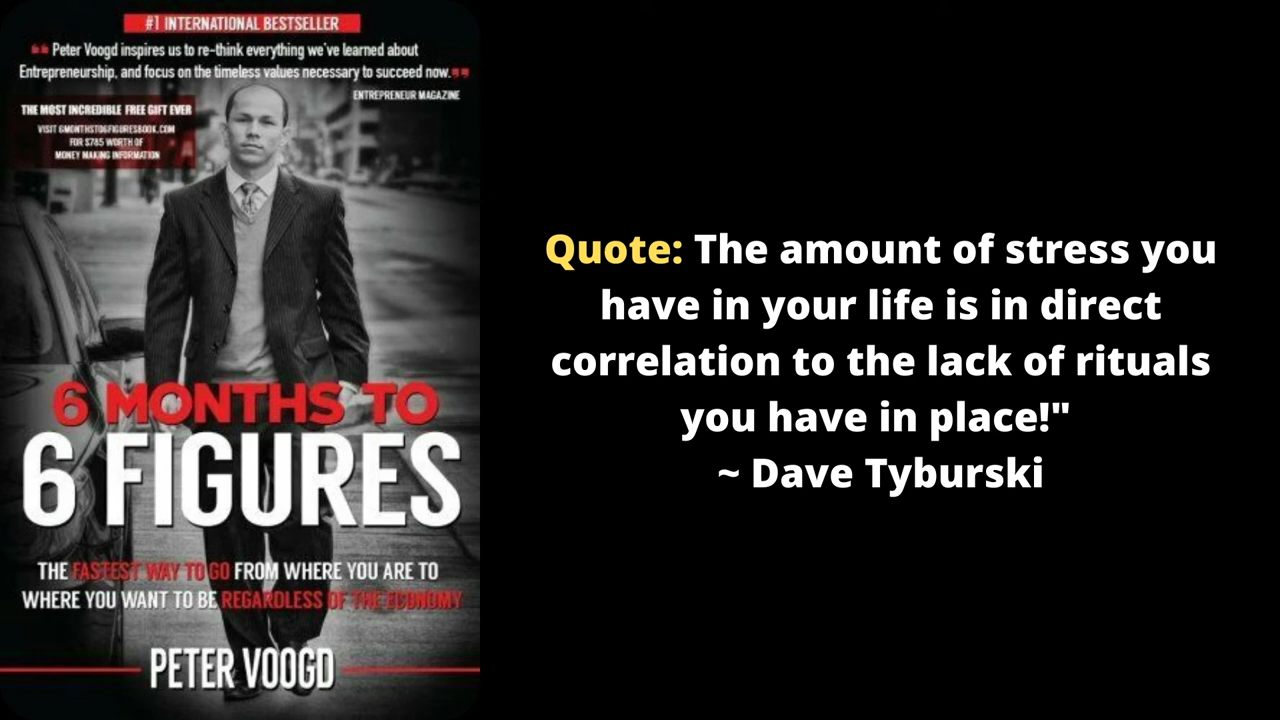 #1 INTERNATIONAL BESTSELLER
❝ Peter Voogd inspires us to re-think everything we've learned about
Entrepreneurship, and focus on the timeless values necessary to succeed now.❞
ENTREPRENEUR MAGAZINE
THE MOST INCREDIBLE FREE GIFT EVER
VISIT 6MONTHSTO6FIGURESBOOK.COM
FOR $785 WORTH OF
MONEY MAKING INFORMATION
6 MONTHS TO
6 FIGURES
THE FASTEST WAY TO GO FROM WHERE YOU ARE TO
WHERE YOU WANT TO BE REGARDLESS OF THE ECONOMY
PETER VOOGD
Quote: The amount of stress you
have in your life is in direct
correlation to the lack of rituals
you have in place!"
~ Dave Tyburski